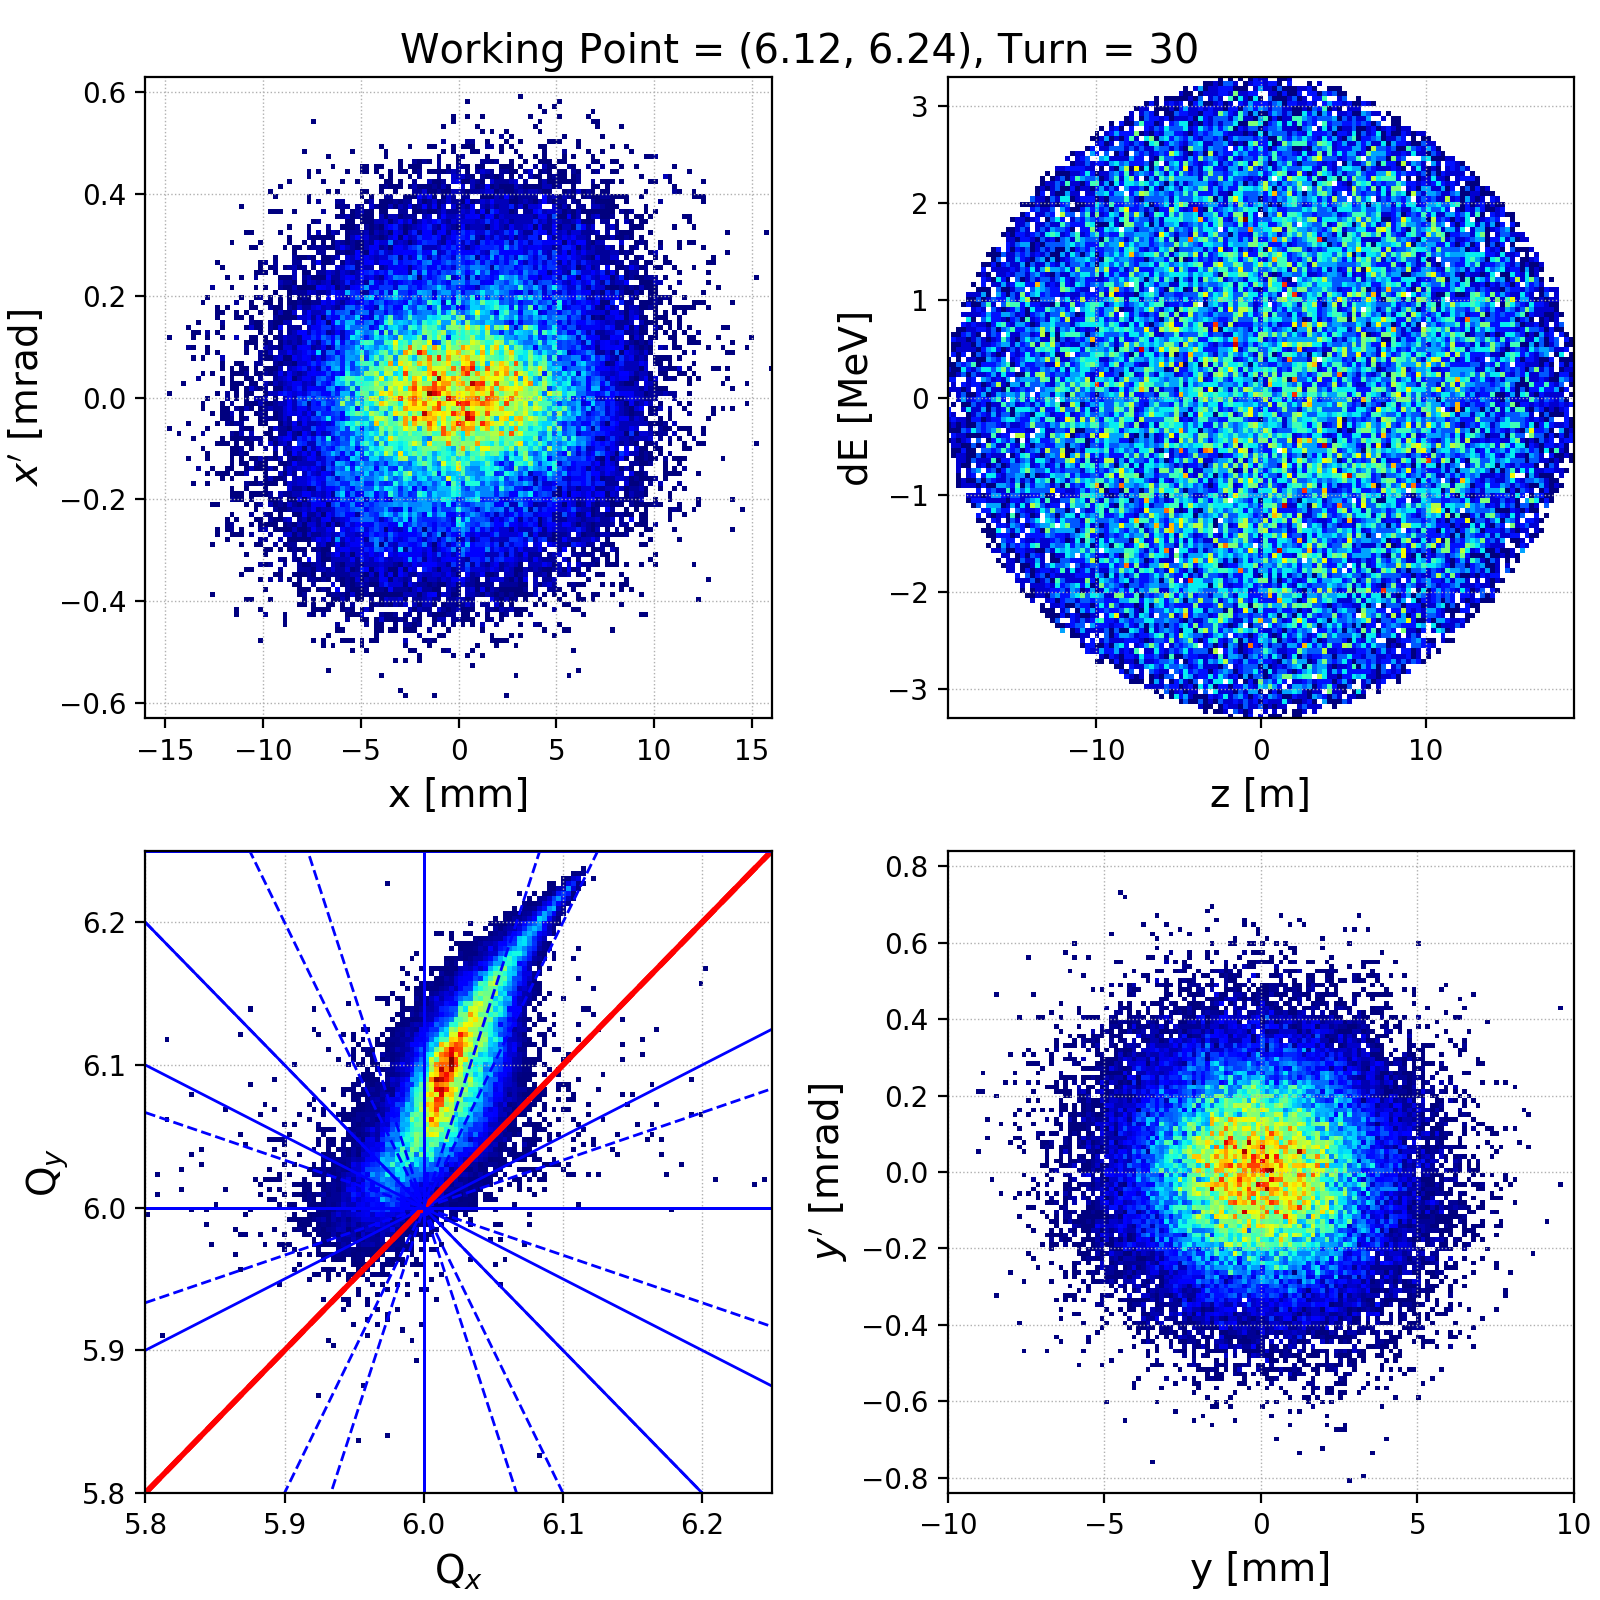 Working Point = (6.12, 6.24), Turn = 30
0.6
0.4
0.2
0.0
−0.2
−0.4
−0.6
x′ [mrad]
−15 −10 −5 0 5 10 15
x [mm]
3
2
1
0
−1
−2
−3
dE [MeV]
−10 0 10
z [m]
6.2
6.1
6.0
5.9
5.8
Qy
5.8 5.9 6.0 6.1 6.2
Qx
0.8
0.6
0.4
0.2
0.0
−0.2
−0.4
−0.6
−0.8
y′ [mrad]
−10 −5 0 5 10
y [mm]